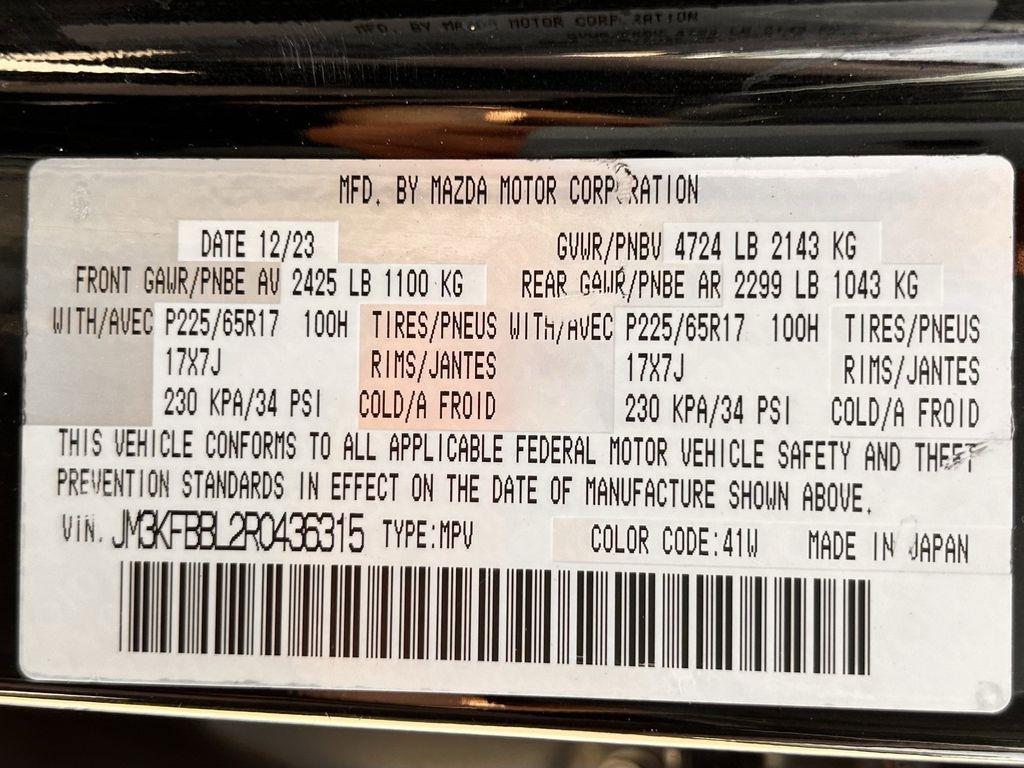 MFD. BY MAZDA MOTOR CORPORATION
DATE 12/23 GVWR/PNBV 4724 LB 2143 KG
FRONT GAWR/PNBE AV 2425 LB 1100 KG REAR GAWR/PNBE AR 2299 LB 1043 KG
WITH/AVEC P225/65R17 100H TIRES/PNEUS WITH/AVEC P225/65R17 100H TIRES/PNEUS
17X7J RIMS/JANTES 17X7J RIMS/JANTES
230 KPA/34 PSI COLD/A FROID 230 KPA/34 PSI COLD/A FROID
THIS VEHICLE CONFORMS TO ALL APPLICABLE FEDERAL MOTOR VEHICLE SAFETY AND THEFT
PREVENTION STANDARDS IN EFFECT ON THE DATE OF MANUFACTURE SHOWN ABOVE.
VIN. JM3KFBBL2R0436315 TYPE:MPV COLOR CODE:41W MADE IN JAPAN